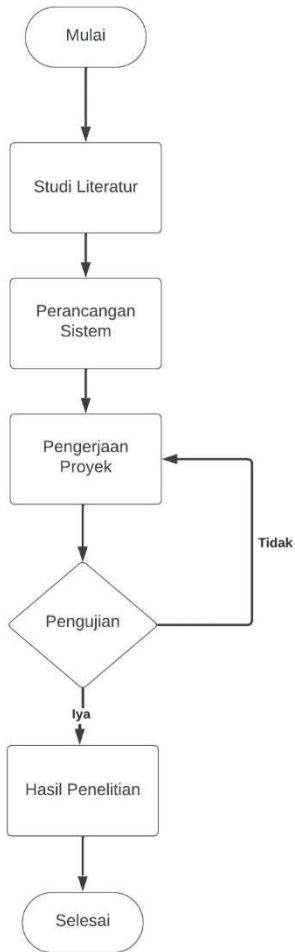 Mulai
Studi Literatur
Perancangan
Sistem
Pengerjaan
Proyek
Tidak
Pengujian
Iya
Hasil Penelitian
Selesai